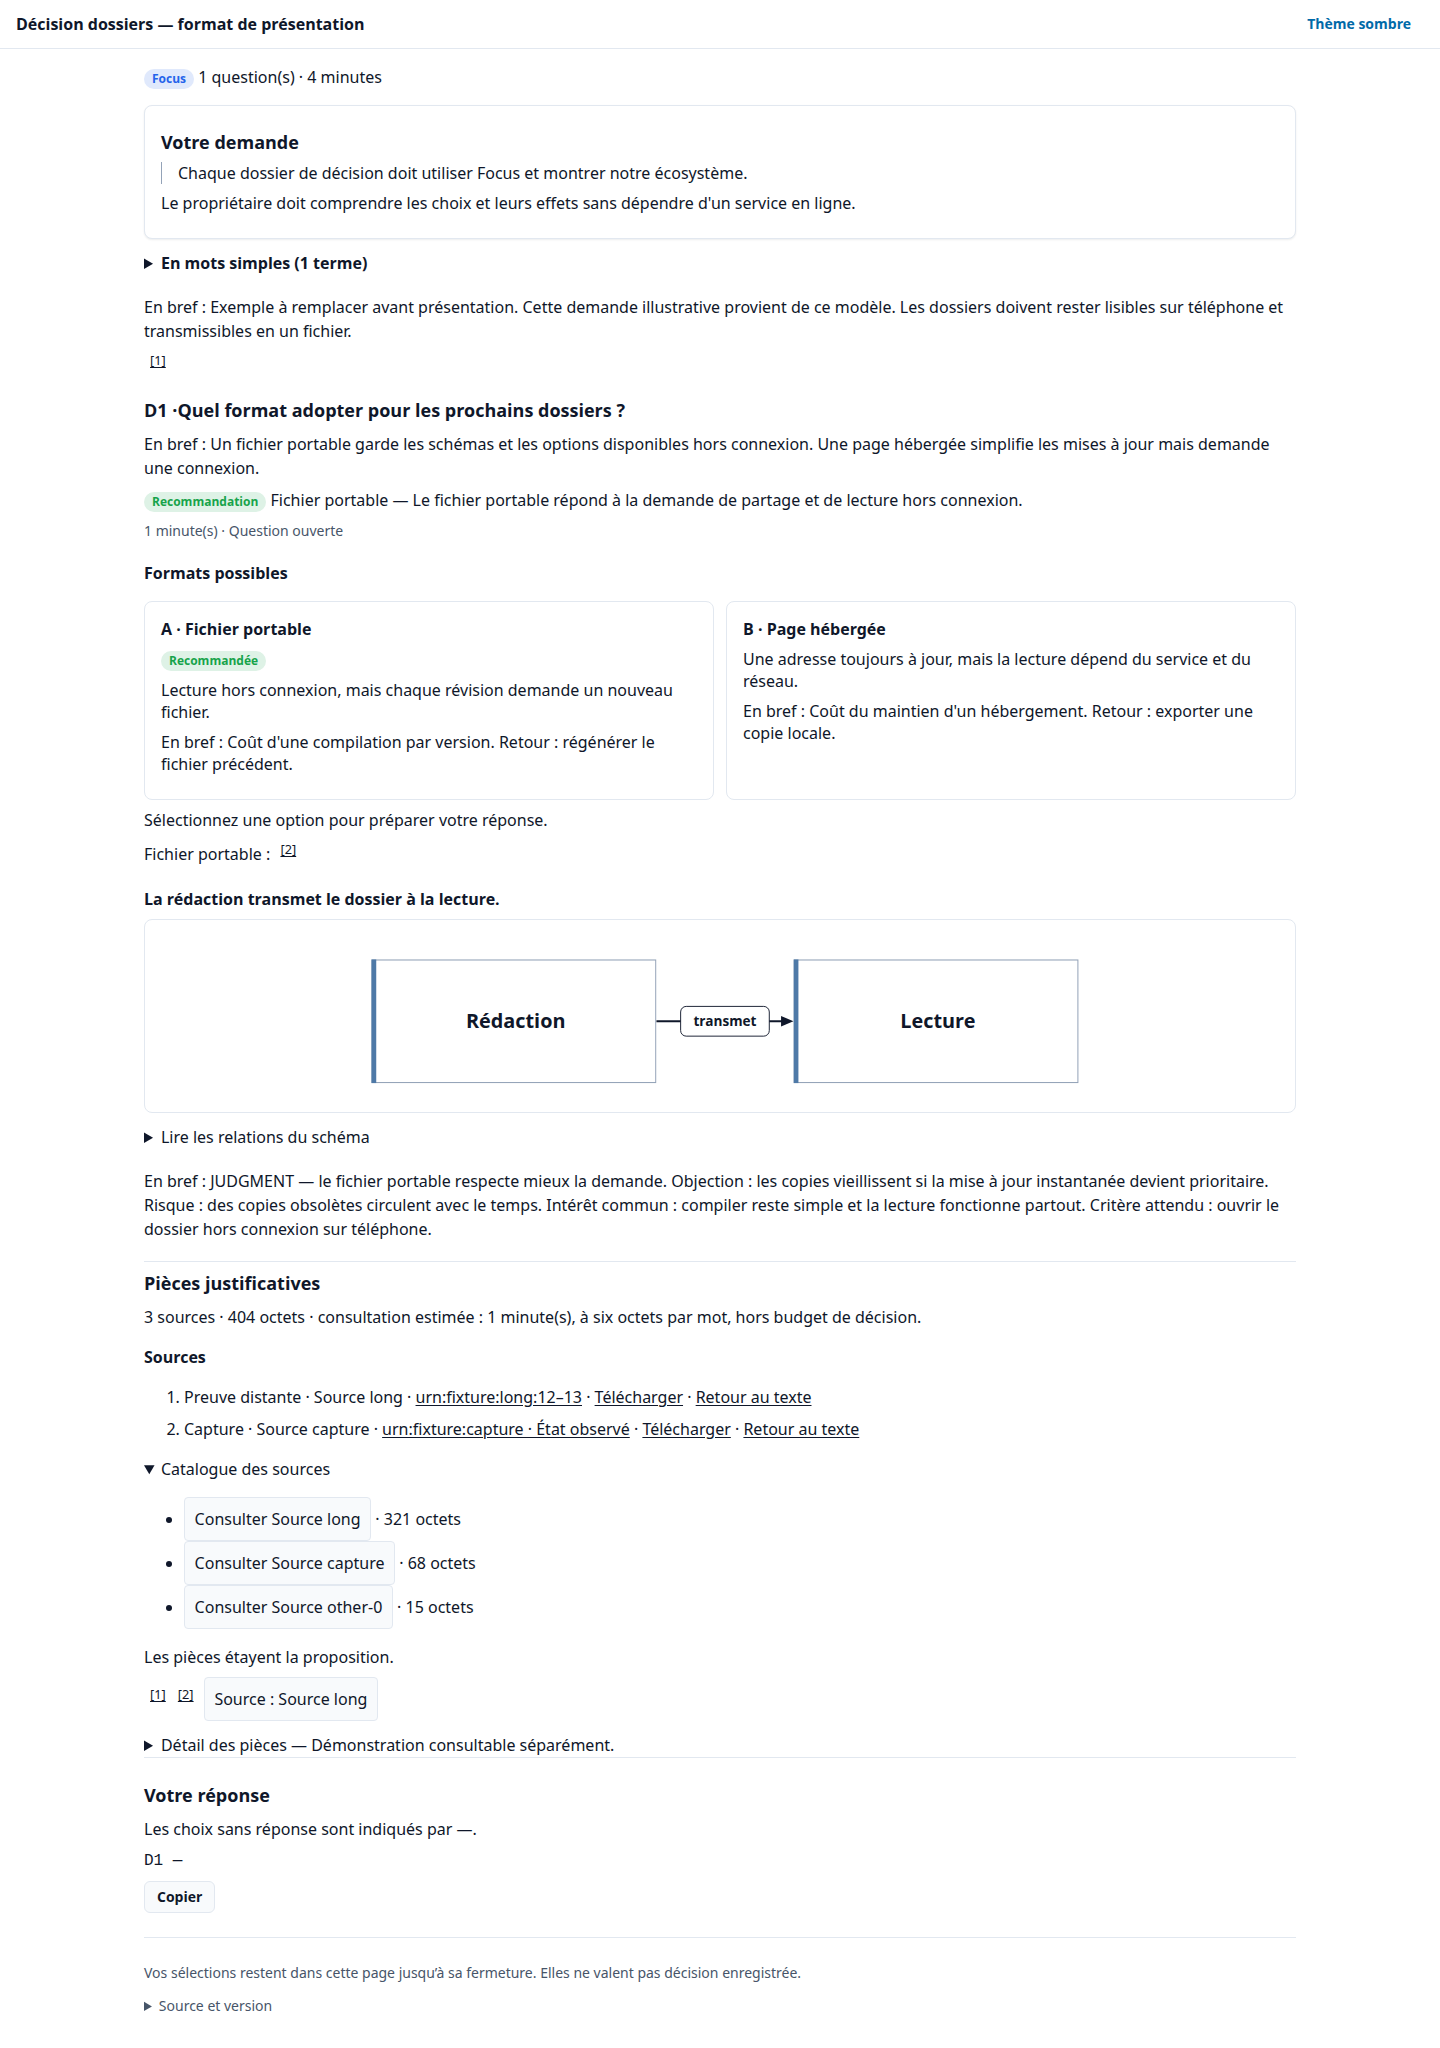 Décision dossiers — format de présentation
Thème sombre
Focus 1 question(s) · 4 minutes
Votre demande
Chaque dossier de décision doit utiliser Focus et montrer notre écosystème.
Le propriétaire doit comprendre les choix et leurs effets sans dépendre d'un service en ligne.
En mots simples (1 terme)
En bref : Exemple à remplacer avant présentation. Cette demande illustrative provient de ce modèle. Les dossiers doivent rester lisibles sur téléphone et
transmissibles en un fichier.
[1]
D1 ·Quel format adopter pour les prochains dossiers ?
En bref : Un fichier portable garde les schémas et les options disponibles hors connexion. Une page hébergée simplifie les mises à jour mais demande
une connexion.
Recommandation Fichier portable — Le fichier portable répond à la demande de partage et de lecture hors connexion.
1 minute(s) · Question ouverte
Formats possibles
A · Fichier portable
Recommandée
Lecture hors connexion, mais chaque révision demande un nouveau
fichier.
En bref : Coût d'une compilation par version. Retour : régénérer le
fichier précédent.
B · Page hébergée
Une adresse toujours à jour, mais la lecture dépend du service et du
réseau.
En bref : Coût du maintien d'un hébergement. Retour : exporter une
copie locale.
Sélectionnez une option pour préparer votre réponse.
Fichier portable : [2]
La rédaction transmet le dossier à la lecture.
Rédaction
transmet
Lecture
Lire les relations du schéma
En bref : JUDGMENT — le fichier portable respecte mieux la demande. Objection : les copies vieillissent si la mise à jour instantanée devient prioritaire.
Risque : des copies obsolètes circulent avec le temps. Intérêt commun : compiler reste simple et la lecture fonctionne partout. Critère attendu : ouvrir le
dossier hors connexion sur téléphone.
Pièces justificatives
3 sources · 404 octets · consultation estimée : 1 minute(s), à six octets par mot, hors budget de décision.
Sources
1. Preuve distante · Source long · urn:fixture:long:12–13 · Télécharger · Retour au texte
2. Capture · Source capture · urn:fixture:capture · État observé · Télécharger · Retour au texte
Catalogue des sources
Consulter Source long · 321 octets
Consulter Source capture · 68 octets
Consulter Source other-0 · 15 octets
Les pièces étayent la proposition.
[1] [2] Source : Source long
Détail des pièces — Démonstration consultable séparément.
Votre réponse
Les choix sans réponse sont indiqués par —.
D1 —
Copier
Vos sélections restent dans cette page jusqu’à sa fermeture. Elles ne valent pas décision enregistrée.
Source et version